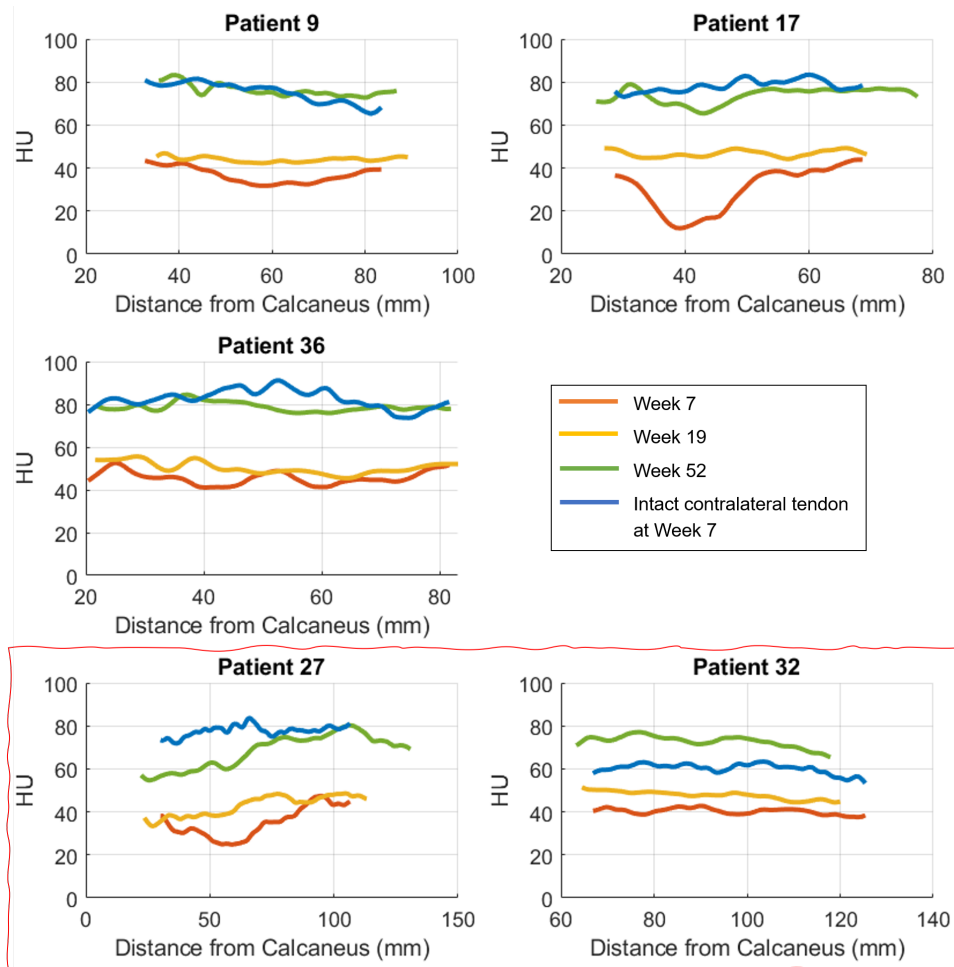 Patient 9
100
80
60
40
20
0
HU
20 40 60 80 100
Distance from Calcaneus (mm)
Patient 17
100
80
60
40
20
0
HU
20 40 60 80
Distance from Calcaneus (mm)
Patient 36
100
80
60
40
20
0
HU
20 40 60 80
Distance from Calcaneus (mm)
Week 7
Week 19
Week 52
Intact contralateral tendon
at Week 7
Patient 27
100
80
60
40
20
0
HU
0 50 100 150
Distance from Calcaneus (mm)
Patient 32
100
80
60
40
20
0
HU
60 80 100 120 140
Distance from Calcaneus (mm)